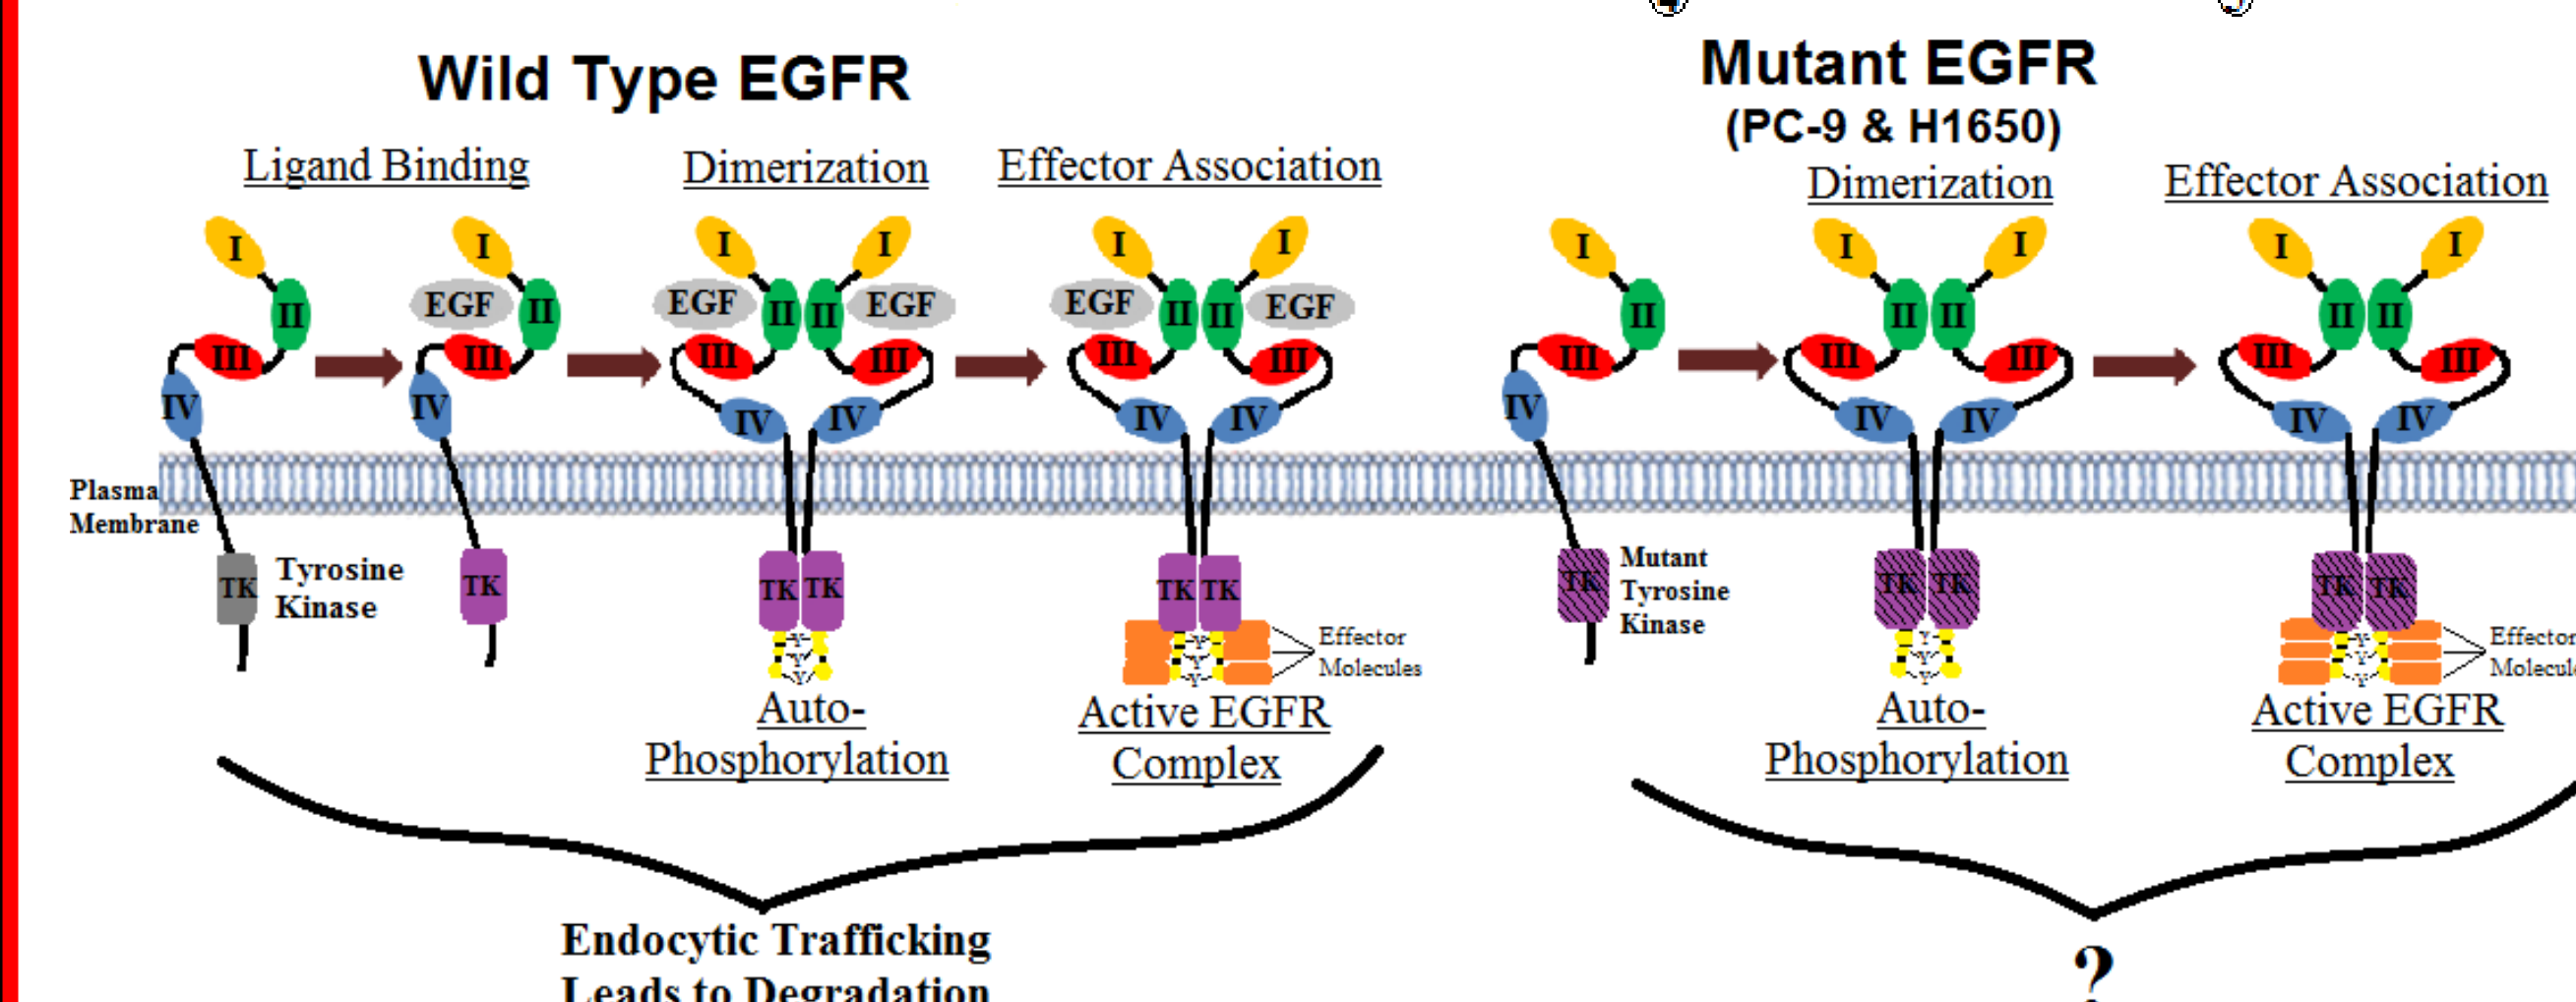 Wild Type EGFR
Ligand Binding
Dimerization
Effector Association
I
I
I
I
I
I
EGF
EGF
EGF
EGF
EGF
II
II
II
II
II
II
III
III
III
III
III
III
IV
IV
IV
IV
IV
IV
Plasma
Membrane
TK
Tyrosine
Kinase
TK
TK
TK
TK
TK
Y
Y
Y
Y
Y
Y
Effector
Molecules
Auto-
Phosphorylation
Active EGFR
Complex
Endocytic Trafficking
Leads to Degradation
Mutant EGFR
(PC-9 & H1650)
Dimerization
Effector Association
I
I
I
I
I
II
II
II
II
II
III
III
III
III
III
IV
IV
IV
IV
IV
TK
Mutant
Tyrosine
Kinase
TK
TK
TK
TK
Y
Y
Y
Y
Y
Y
Effector
Auto-
Phosphorylation
Active EGFR
Complex
?